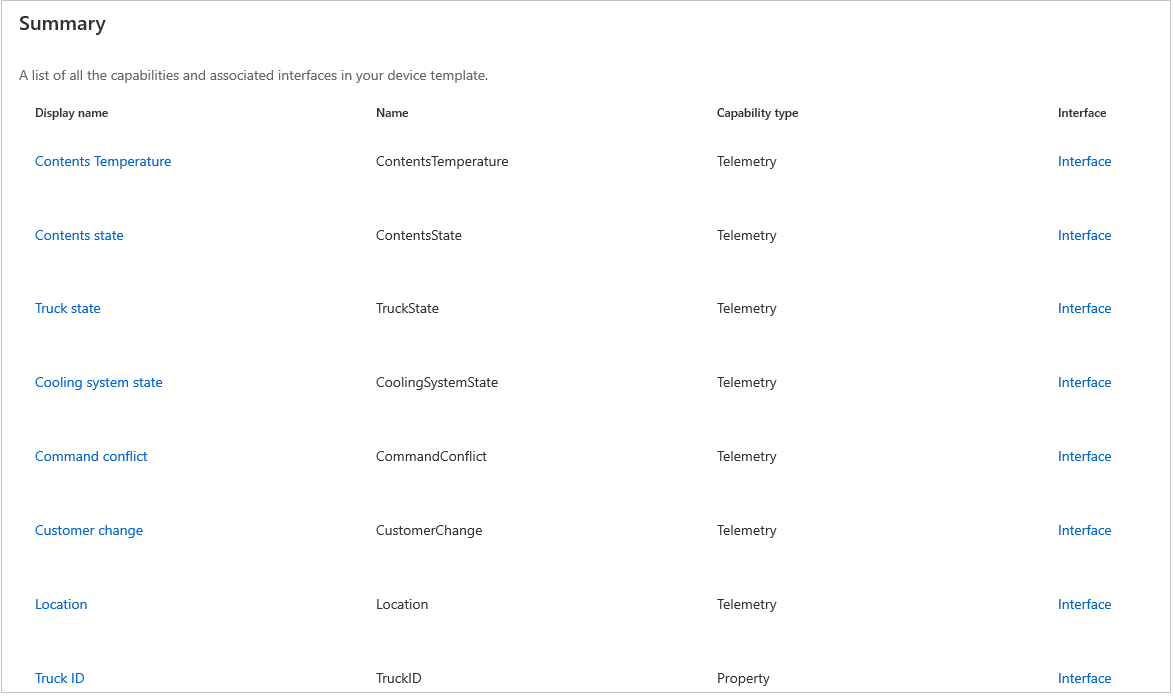 Summary
A list of all the capabilities and associated interfaces in your device template.
Display name Name Capability type Interface
Contents Temperature ContentsTemperature Telemetry Interface
Contents state ContentsState Telemetry Interface
Truck state TruckState Telemetry Interface
Cooling system state CoolingSystemState Telemetry Interface
Command conflict CommandConflict Telemetry Interface
Customer change CustomerChange Telemetry Interface
Location Location Telemetry Interface
Truck ID TruckID Property Interface